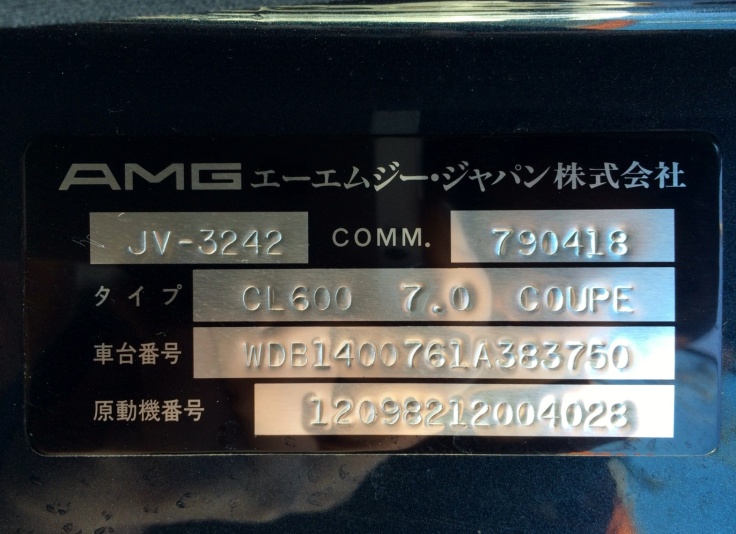 AMG エーエムジー・ジャパン株式会社
JV-3242 COMM. 790418
タイプ CL600 7.0 COUPE
車台番号 WDB1400761A383750
原動機番号 12098212004028